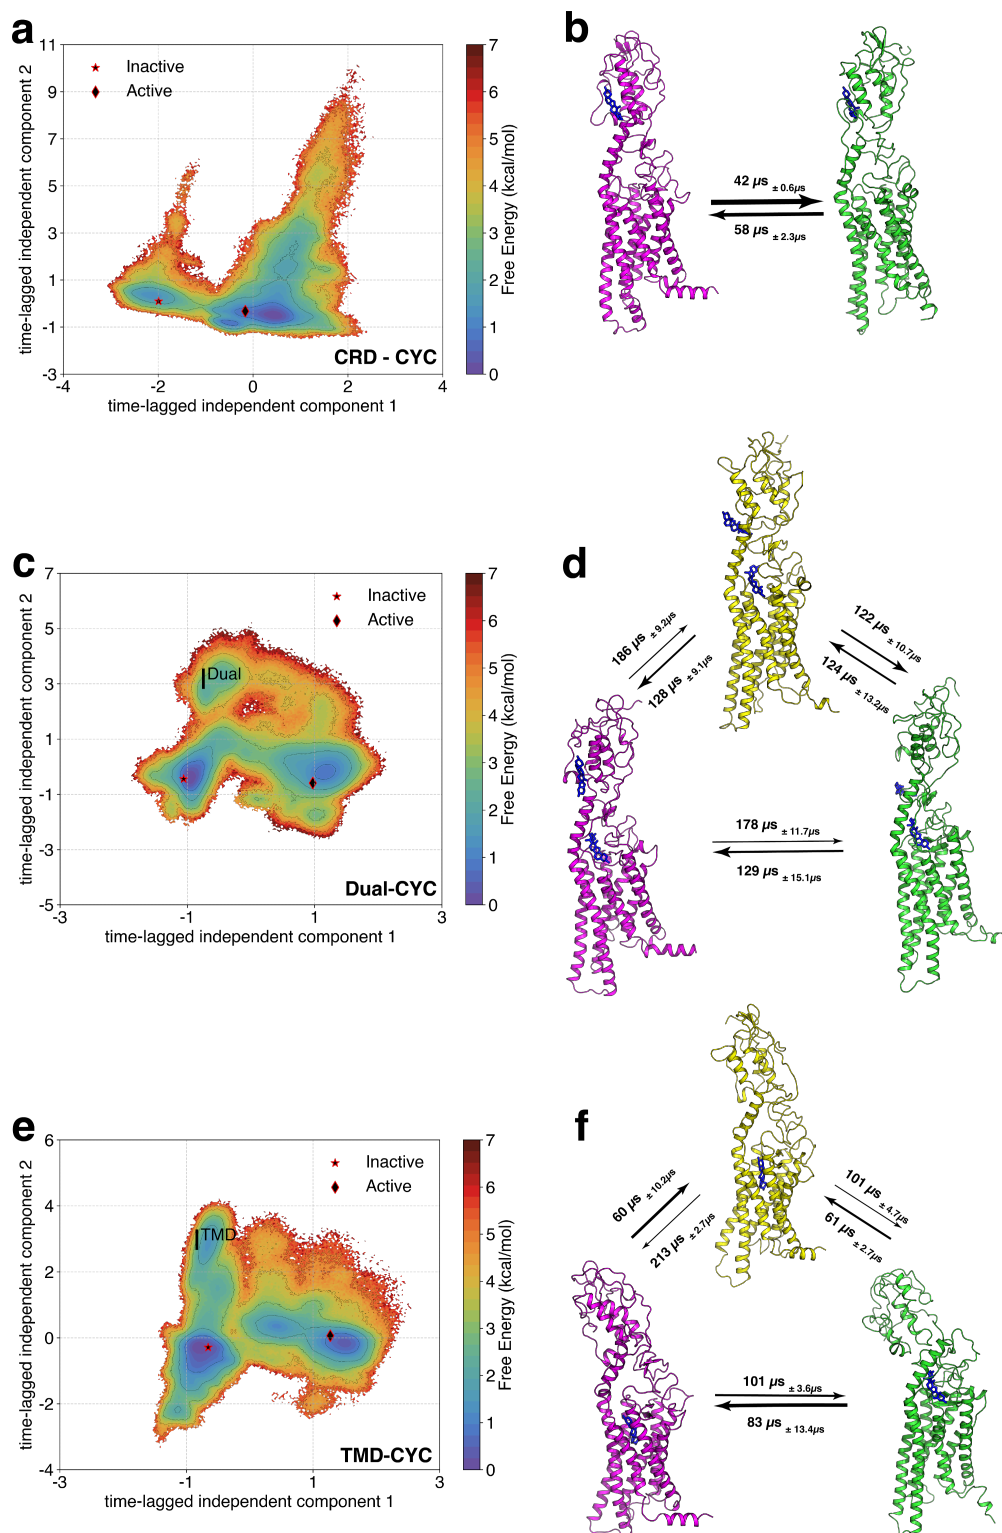 a
11
9
7
5
3
1
-1
-3
-4
-2
0
2
4
time-lagged independent component 2
time-lagged independent component 1
Inactive
Active
CRD - CYC
7
6
5
4
3
2
1
0
Free Energy (kcal/mol)
b
42 µs ± 0.6µs
58 µs ± 2.3µs
c
7
5
3
1
-1
-3
-5
-3
-1
1
3
time-lagged independent component 2
time-lagged independent component 1
Inactive
Active
Dual
Dual-CYC
7
6
5
4
3
2
1
0
Free Energy (kcal/mol)
d
186 µs ± 9.2µs
128 µs ± 9.1µs
122 µs ± 10.7µs
124 µs ± 13.2µs
178 µs ± 11.7µs
129 µs ± 15.1µs
e
6
4
2
0
-2
-4
-3
-1
1
3
time-lagged independent component 2
time-lagged independent component 1
Inactive
Active
TMD
TMD-CYC
7
6
5
4
3
2
1
0
Free Energy (kcal/mol)
f
60 µs ± 10.2µs
213 µs ± 2.7µs
101 µs ± 4.7µs
61 µs ± 2.7µs
101 µs ± 3.6µs
83 µs ± 13.4µs